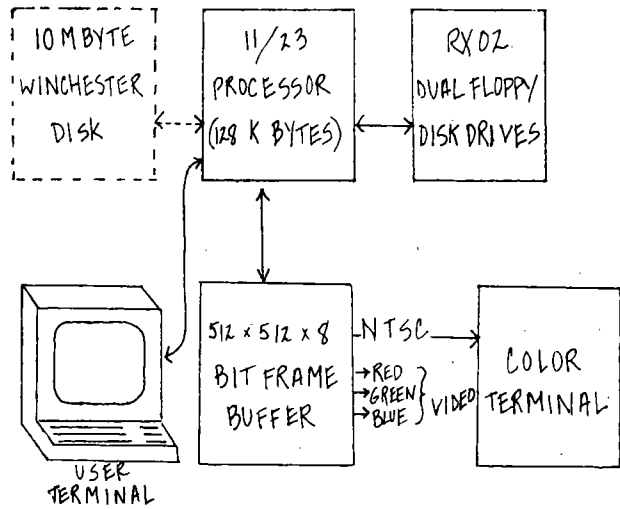 10 MBYTE
WINCHESTER
DISK
11/23
PROCESSOR
(128 K BYTES)
RX02
DUAL FLOPPY
DISK DRIVES
512 x 512 x 8
BIT FRAME
BUFFER
NTSC
RED
GREEN
BLUE
VIDEO
COLOR
TERMINAL
USER
TERMINAL